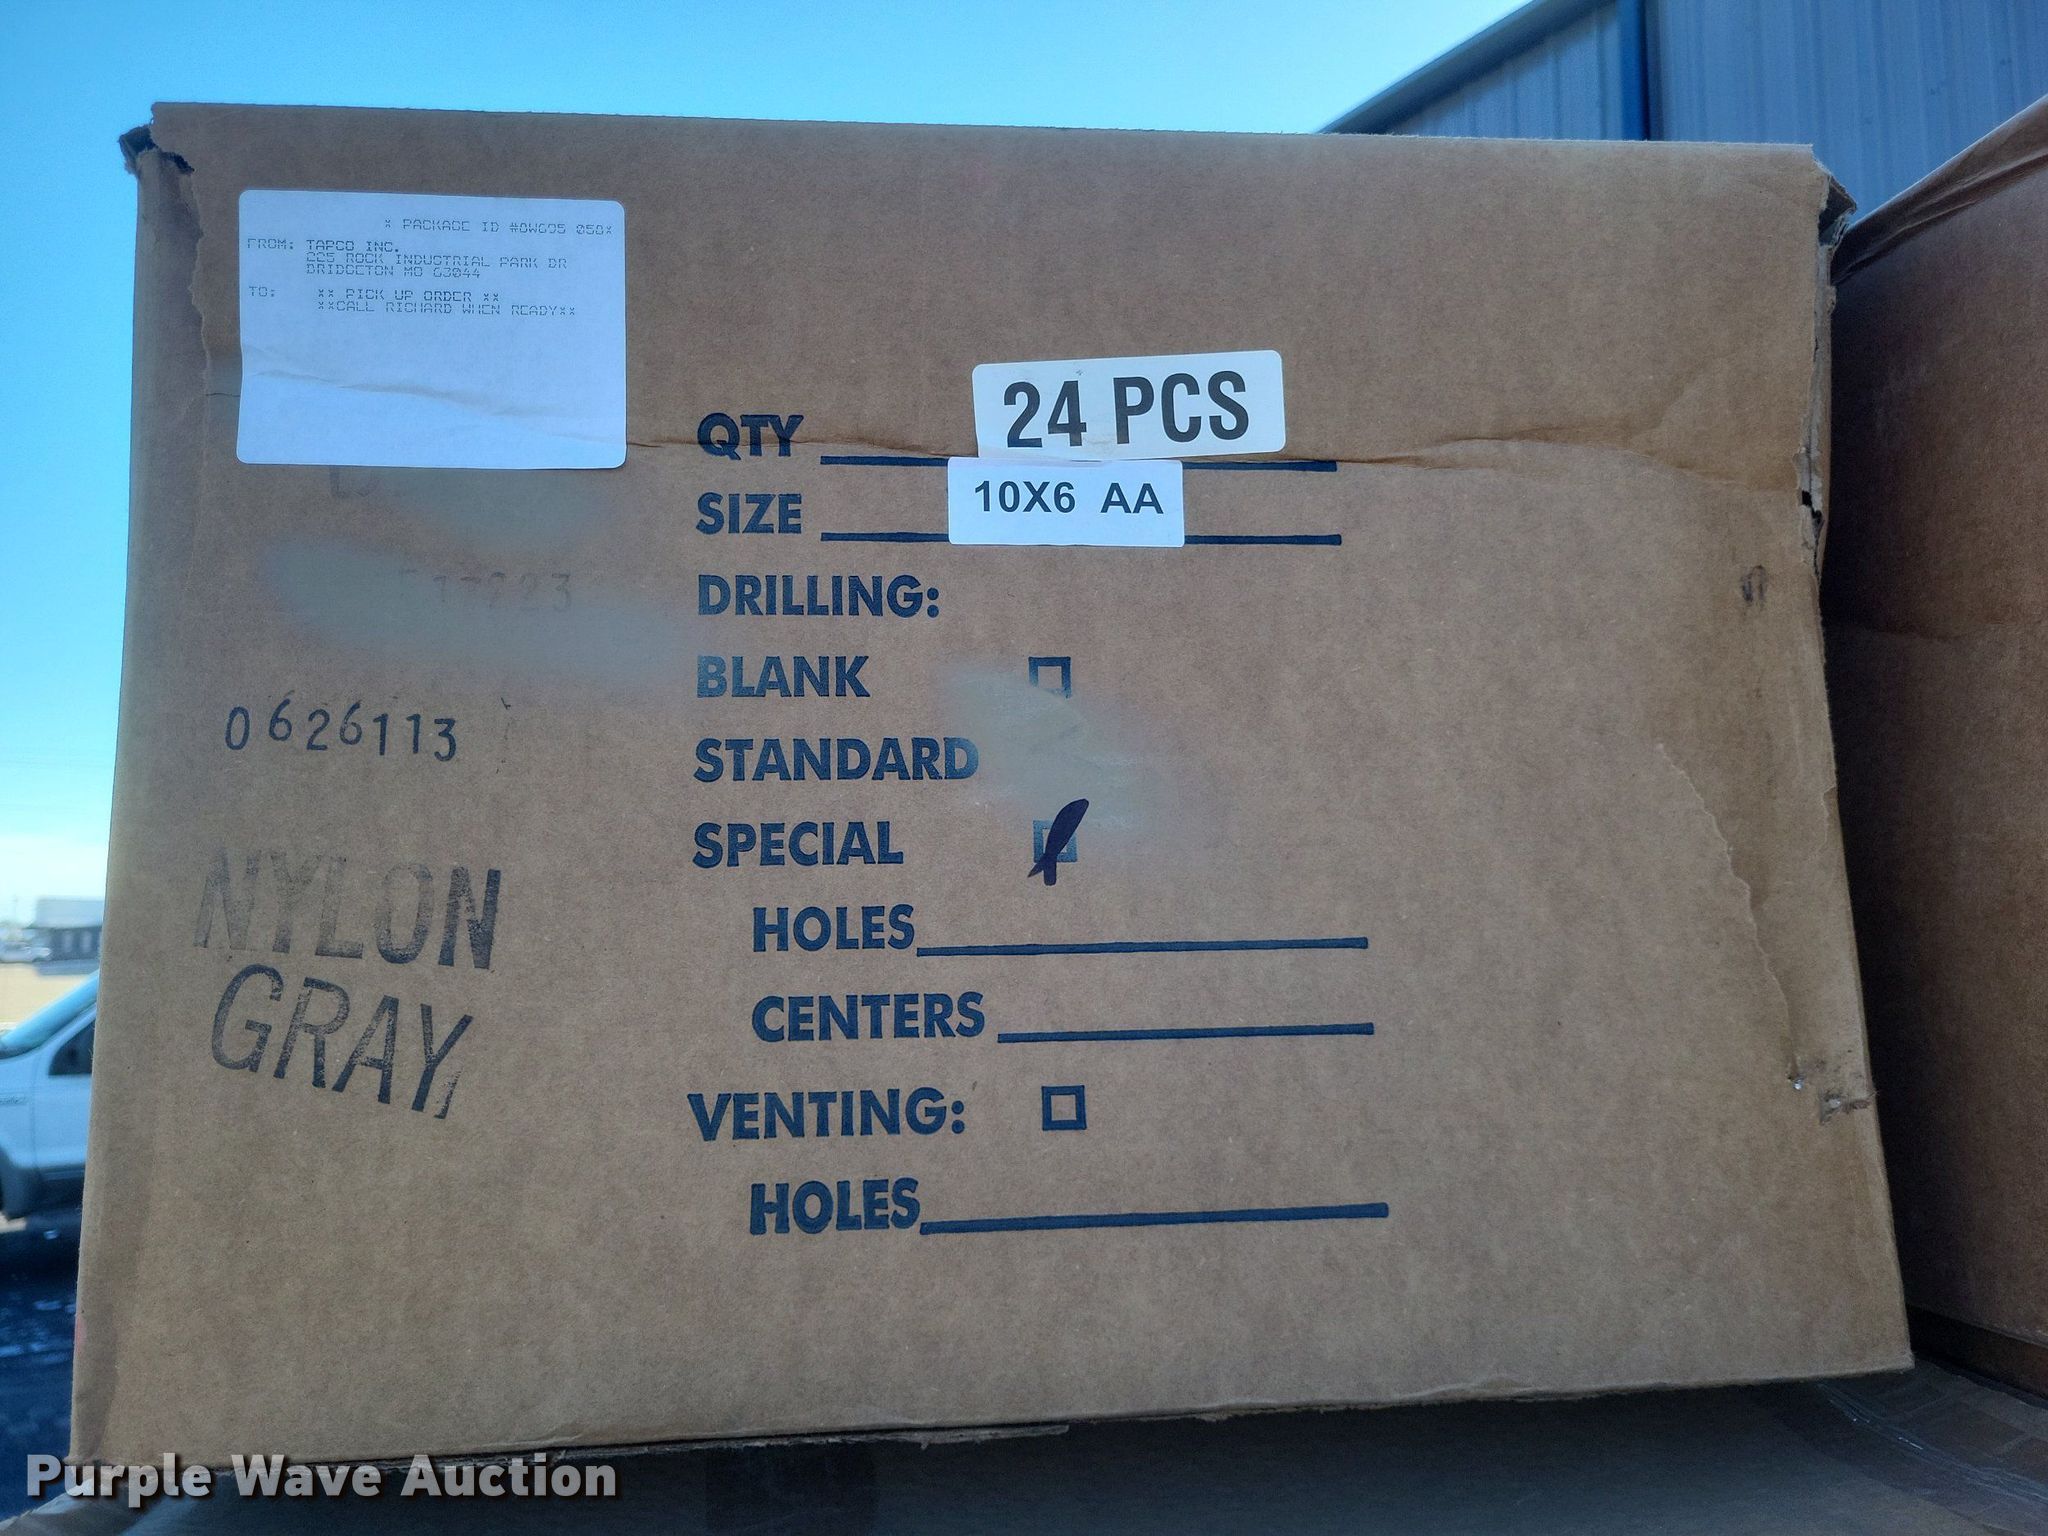 * PACKAGE ID
FROM: TAPCO INC.
225 ROCK INDUSTRIAL PARK DR
BRIDGETON MO 63044
TO: ** PICK UP ORDER **
**CALL RICHARD WHEN READY**
24 PCS
QTY
10X6 AA
SIZE
DRILLING:
BLANK
STANDARD
0626113
SPECIAL
NYLON
GRAY
HOLES
CENTERS
VENTING:
HOLES
Purple Wave Auction